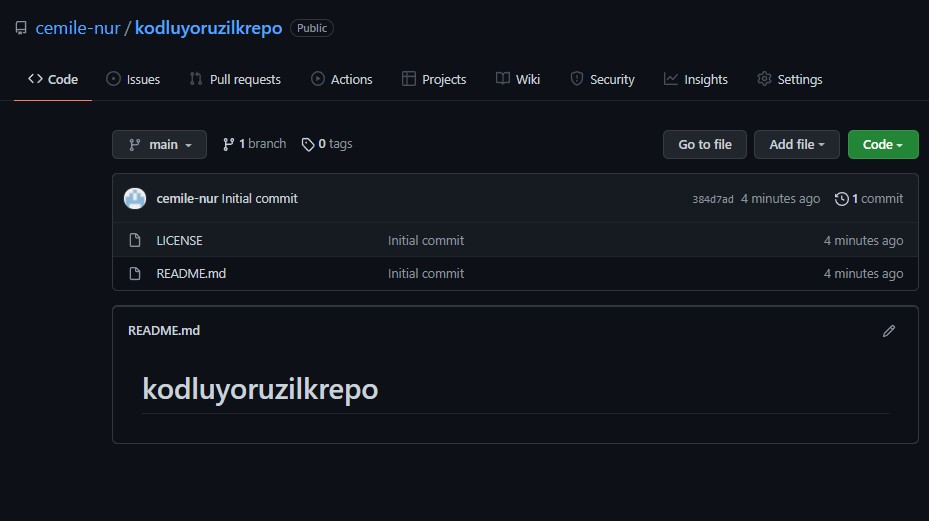 cemile-nur / kodluyoruzilkrepo Public
Code Issues Pull requests Actions Projects Wiki Security Insights Settings
main 1 branch 0 tags Go to file Add file Code
cemile-nur Initial commit 384d7ad 4 minutes ago 1 commit
LICENSE Initial commit 4 minutes ago
README.md Initial commit 4 minutes ago
README.md
kodluyoruzilkrepo